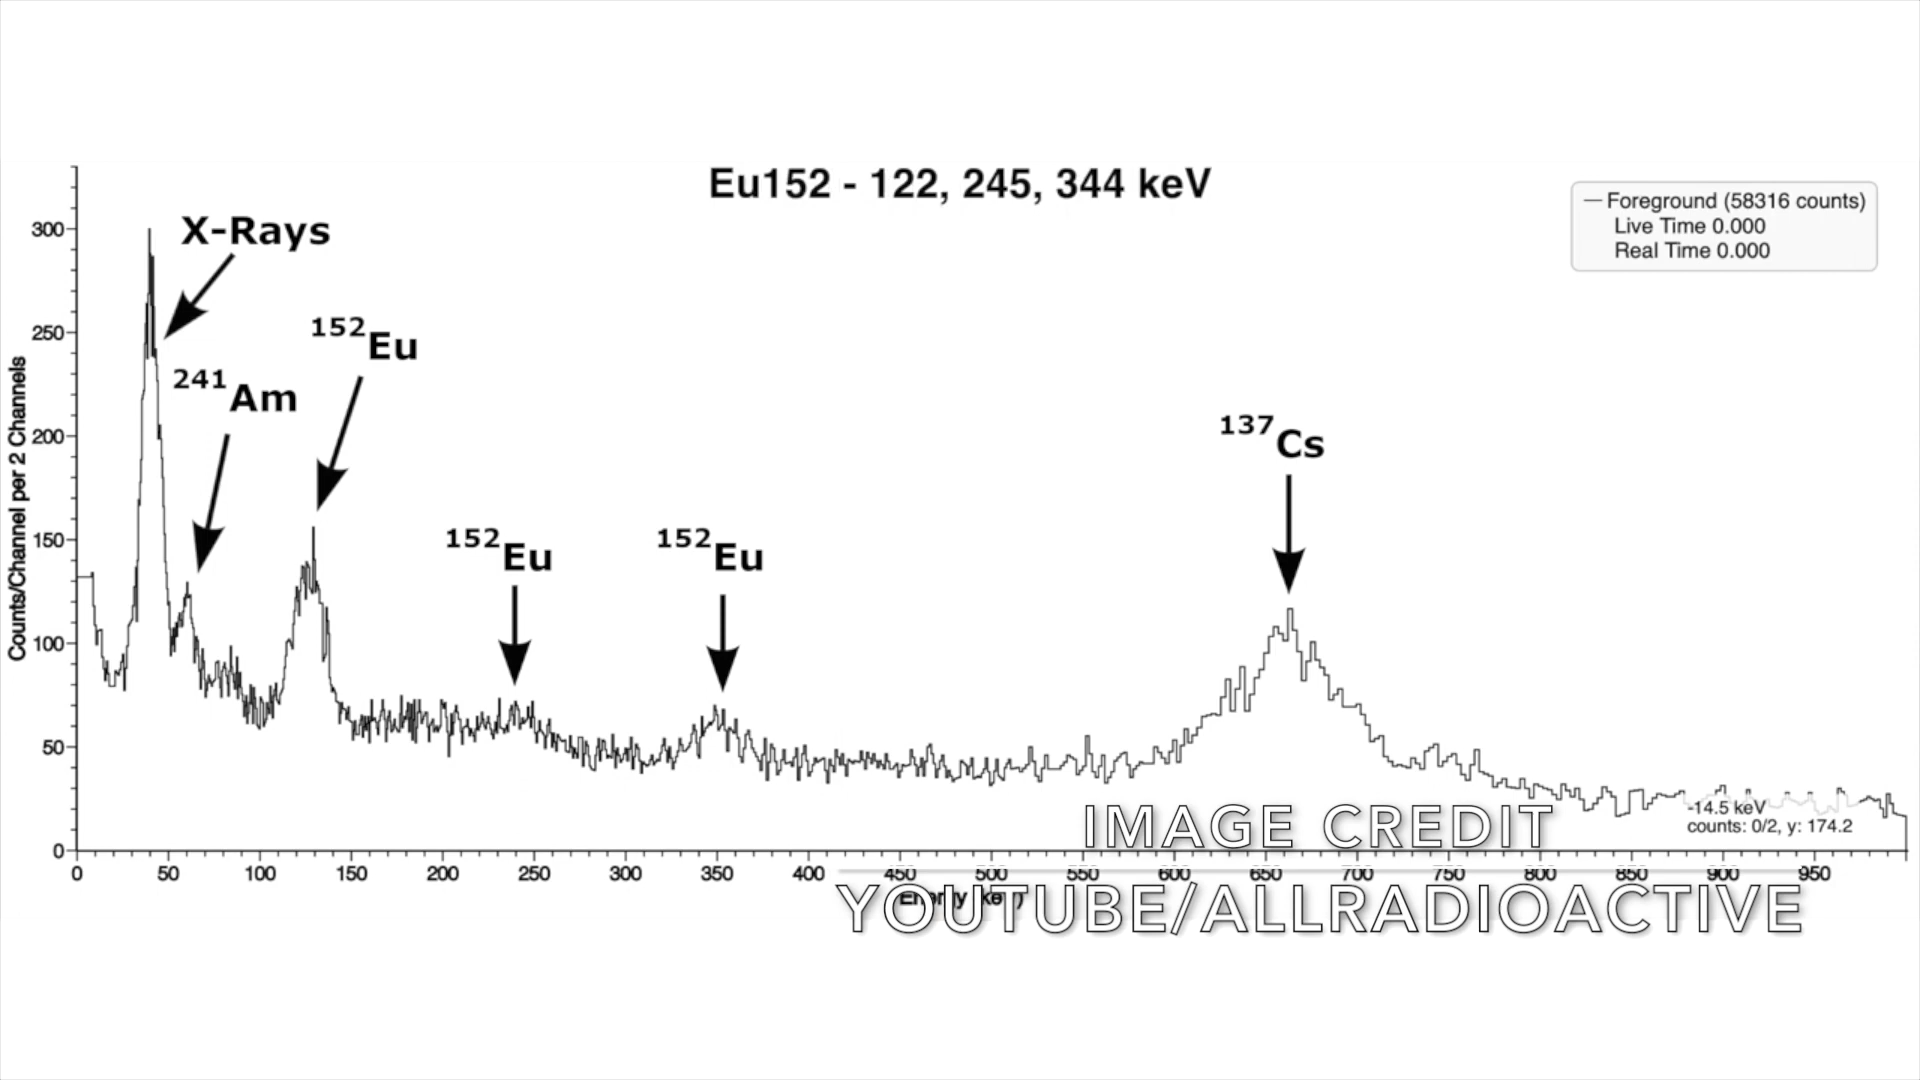 Eu152 - 122, 245, 344 keV
Foreground (58316 counts)
Live Time 0.000
Real Time 0.000
X-Rays
241Am
152Eu
152Eu
152Eu
137Cs
Counts/Channel per 2 Channels
300
250
200
150
100
50
0
-14.5 keV
counts: 0/2, y: 174.2
0 50 100 150 200 250 300 350 400 450 500 550 600 650 700 750 800 850 900 950
Energy (keV)
IMAGE CREDIT
YOUTUBE/ALLRADIOACTIVE